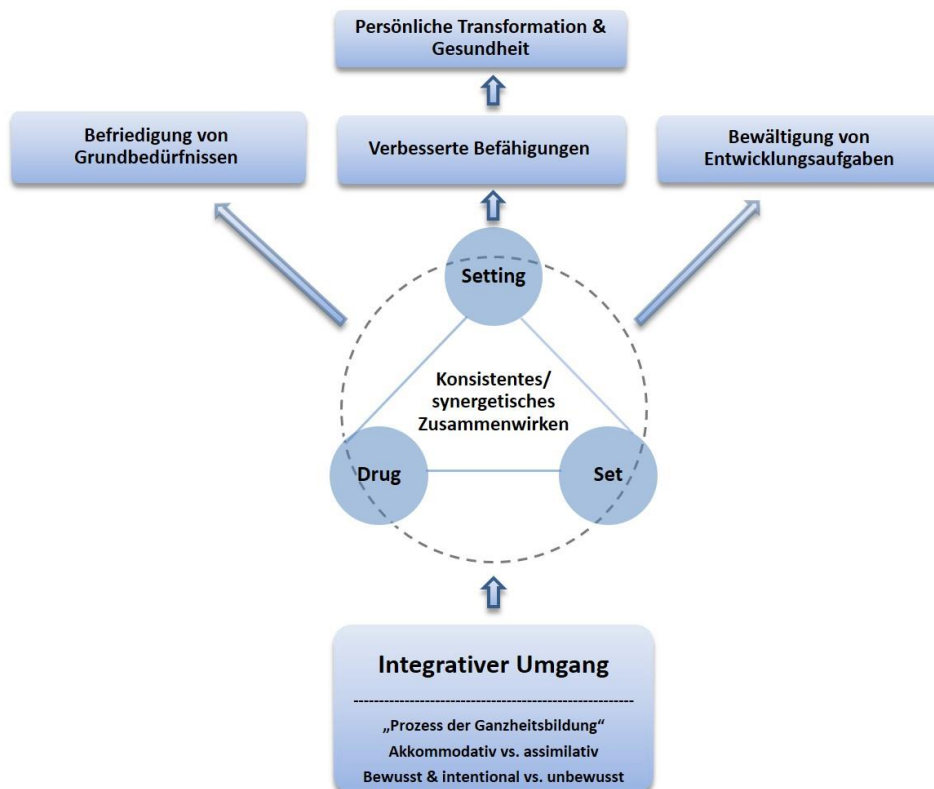 Persönliche Transformation &
Gesundheit
Befriedigung von
Grundbedürfnissen
Verbesserte Befähigungen
Bewältigung von
Entwicklungsaufgaben
Setting
Konsistentes/
synergetisches
Zusammenwirken
Drug
Set
Integrativer Umgang
-------------------------------------------------------
„Prozess der Ganzheitsbildung“
Akkommodativ vs. assimilativ
Bewusst & intentional vs. unbewusst